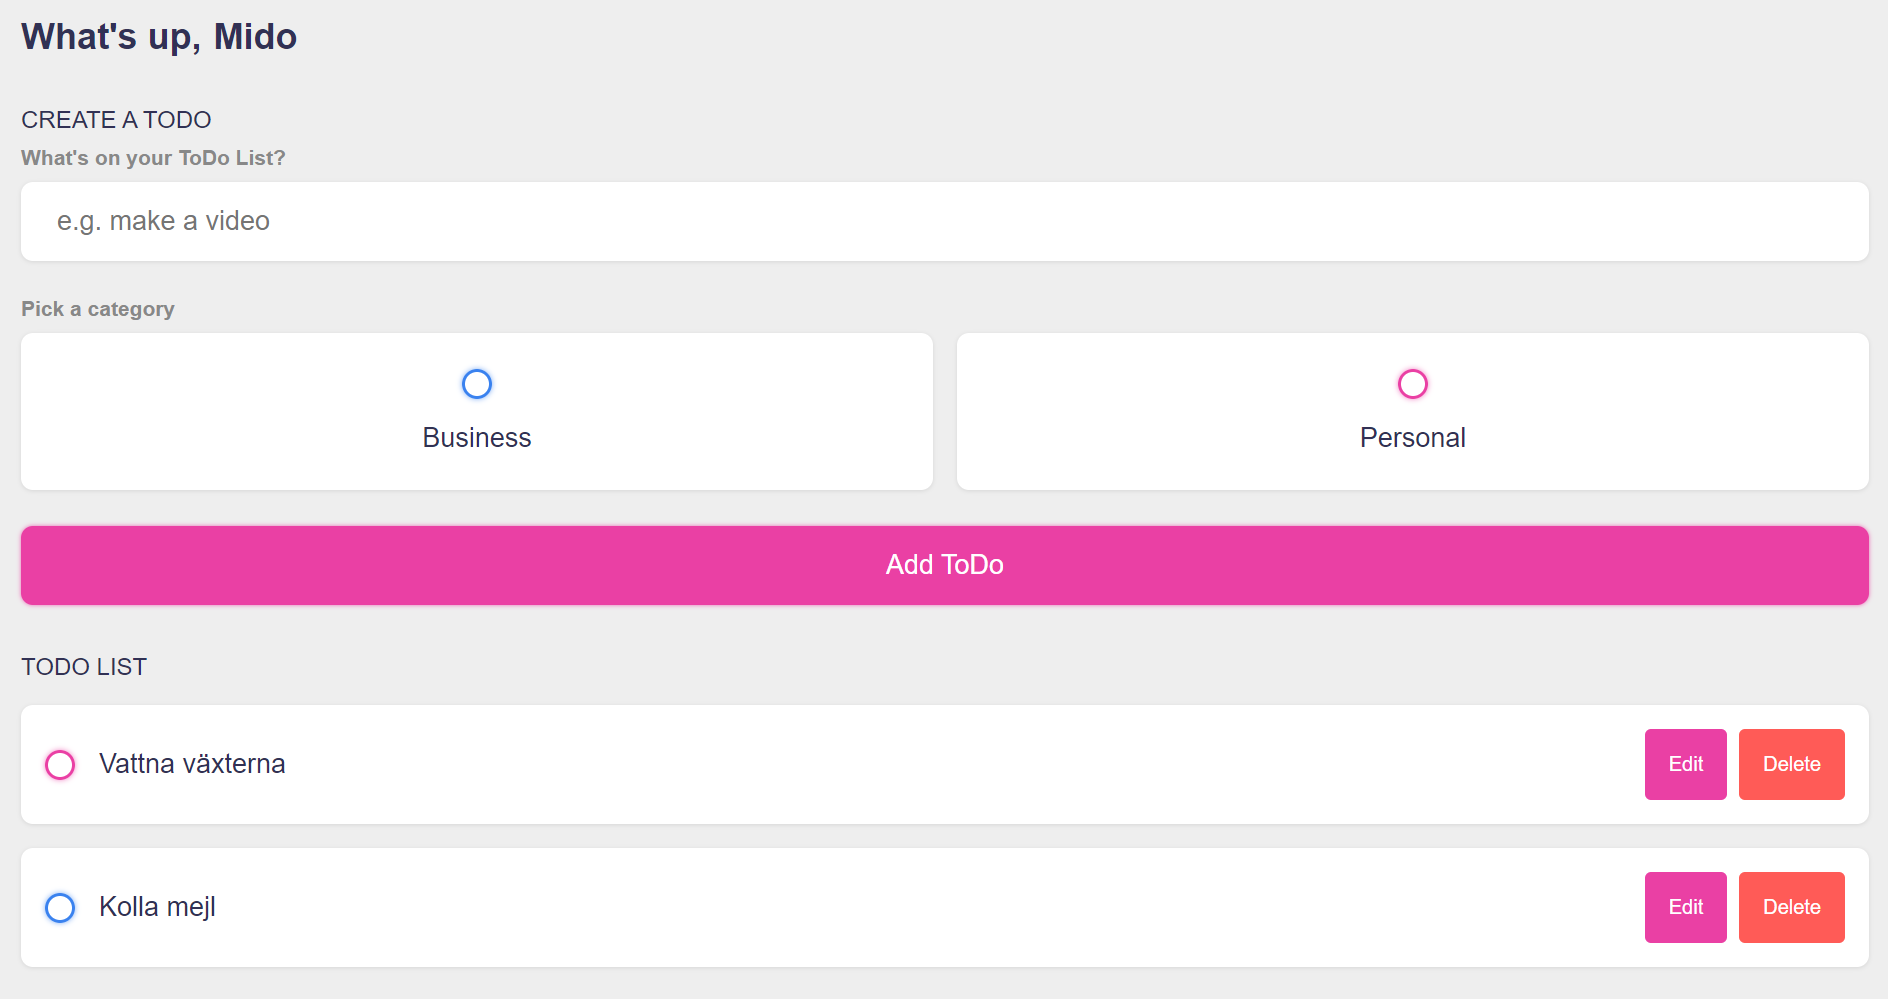 What's up, Mido
CREATE A TODO
What's on your ToDo List?
e.g. make a video
Pick a category
Business
Personal
Add ToDo
TODO LIST
Vattna växterna
Edit
Delete
Kolla mejl
Edit
Delete